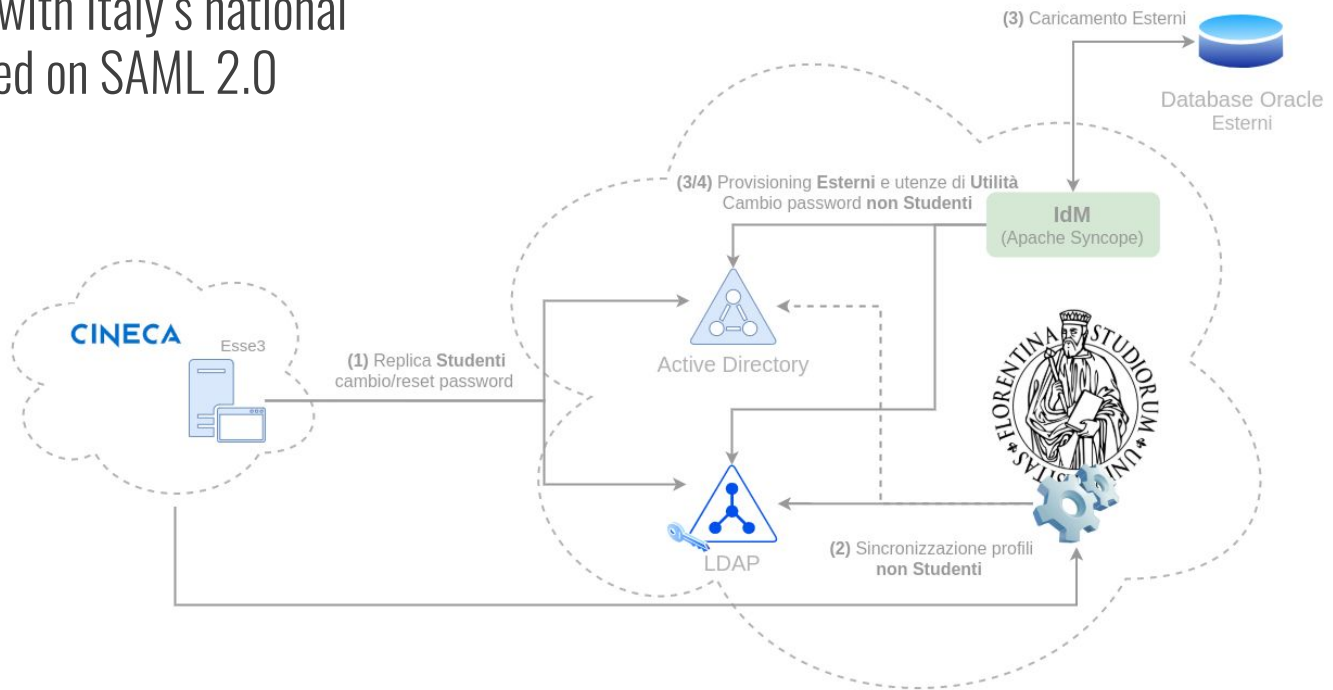 with Italy's national
ed on SAML 2.0
(3) Caricamento Esterni
Database Oracle
Esterni
(3/4) Provisioning Esterni e utenze di Utilità
Cambio password non Studenti
IdM
(Apache Syncope)
CINECA
Esse3
(1) Replica Studenti
cambio/reset password
Active Directory
FLORENTINA STUDIORUM UNI
SITAS
LDAP
(2) Sincronizzazione profili
non Studenti